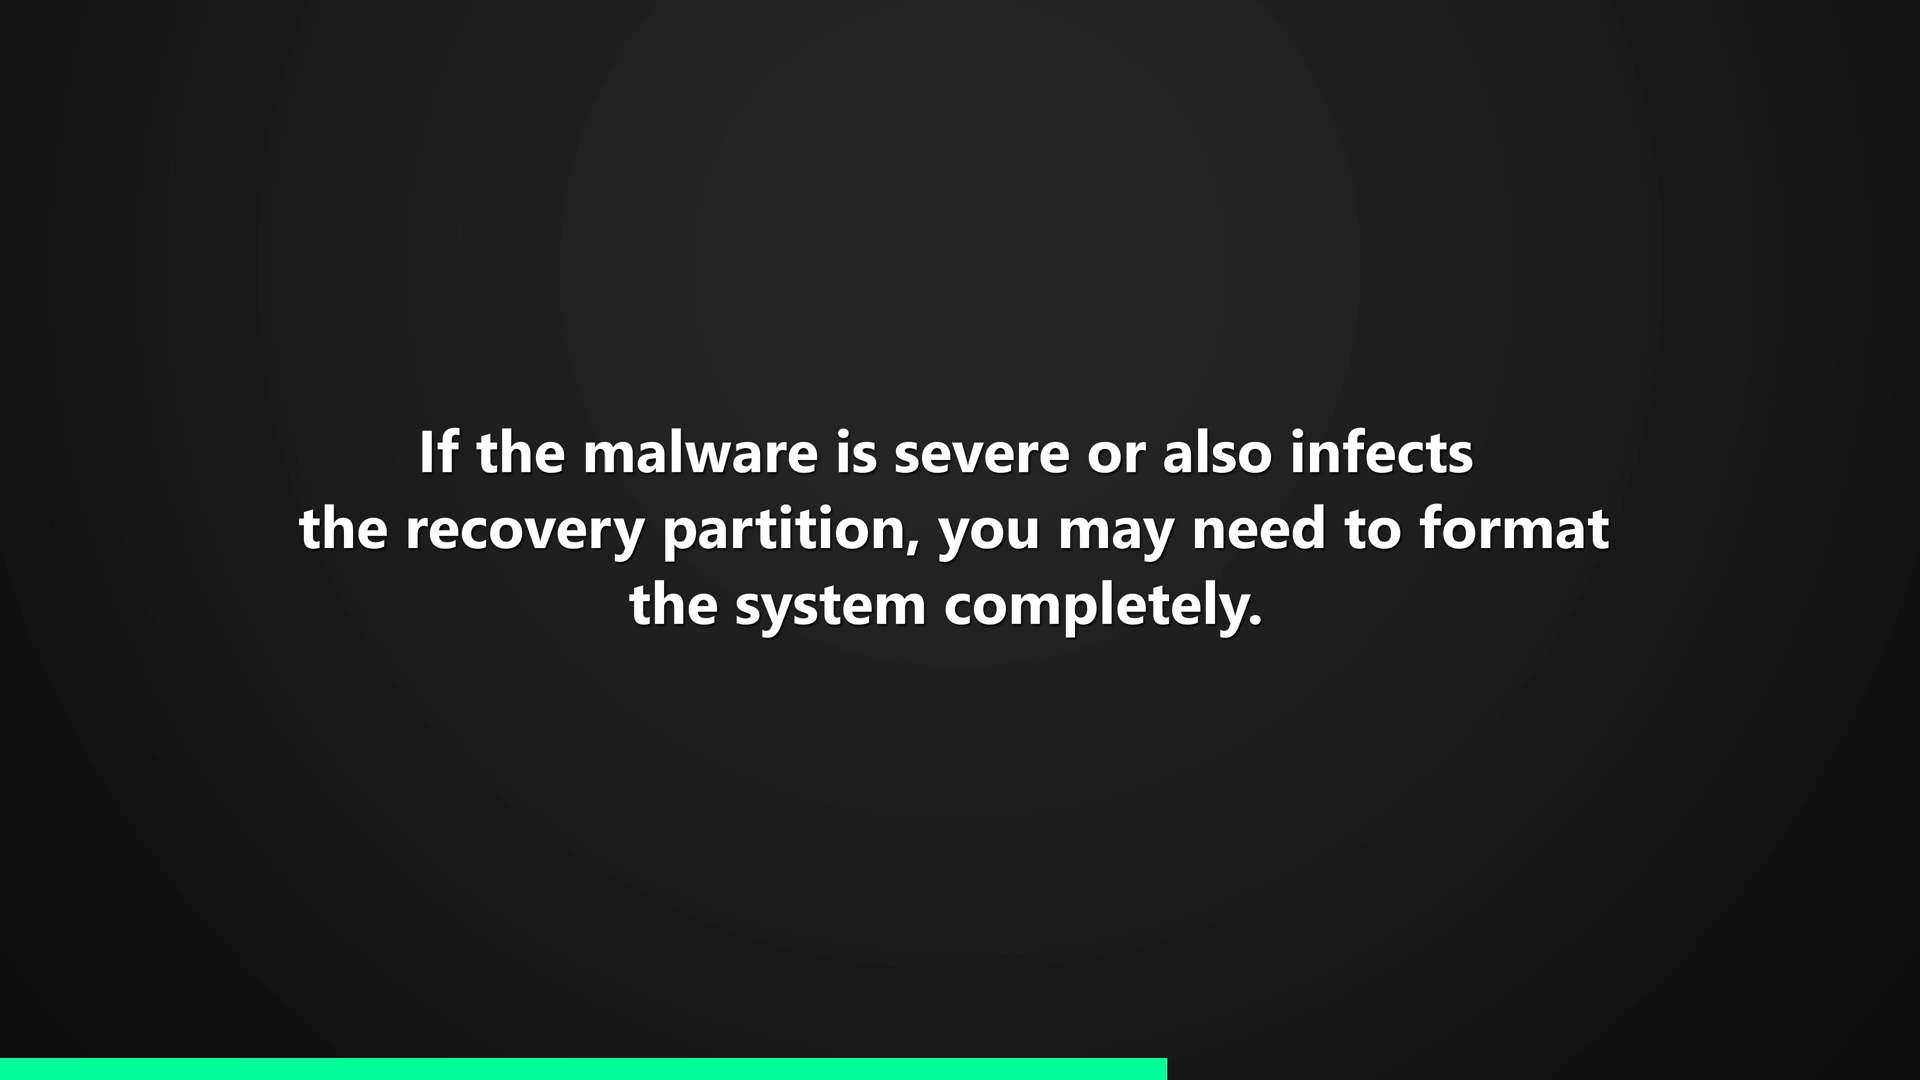 If the malware is severe or also infects
the recovery partition, you may need to format
the system completely.